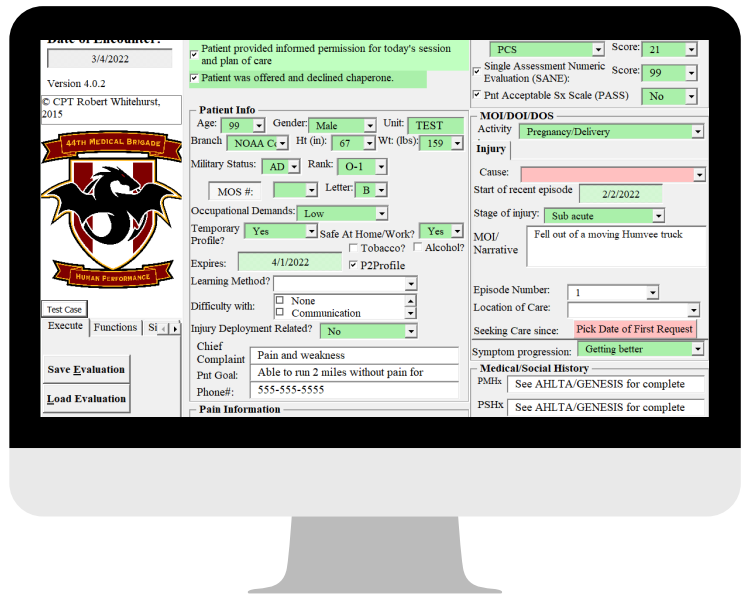 Date of Encounter:
3/4/2022
Version 4.0.2
© CPT Robert Whitehurst,
2015
44TH MEDICAL BRIGADE
HUMAN PERFORMANCE
Test Case
Execute Functions Si
Save Evaluation
Load Evaluation
Patient provided informed permission for today's session
and plan of care
Patient was offered and declined chaperone.
Patient Info
Age: 99 Gender: Male Unit: TEST
Branch NOAA Co Ht (in): 67 Wt: (lbs): 159
Military Status: AD Rank: O-1
MOS #: Letter: B
Occupational Demands: Low
Temporary
Profile? Yes Safe At Home/Work? Yes
Tobacco? Alcohol?
Expires: 4/1/2022 P2Profile
Learning Method?
Difficulty with: None
Communication
Injury Deployment Related? No
Chief
Complaint Pain and weakness
Pnt Goal: Able to run 2 miles without pain for
Phone#: 555-555-5555
Pain Information
PCS Score: 21
Single Assessment Numeric
Evaluation (SANE): Score: 99
Pnt Acceptable Sx Scale (PASS) No
MOI/DOI/DOS
Activity Pregnancy/Delivery
Injury
Cause:
Start of recent episode 2/2/2022
Stage of injury: Sub acute
MOI/
Narrative Fell out of a moving Humvee truck
Episode Number: 1
Location of Care:
Seeking Care since: Pick Date of First Request
Symptom progression: Getting better
Medical/Social History
PMHx See AHLTA/GENESIS for complete
PSHx See AHLTA/GENESIS for complete